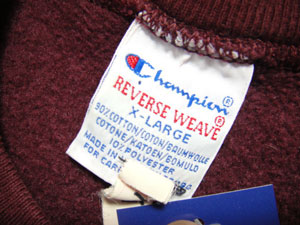 Champion®
REVERSE WEAVE®
X-LARGE
90% COTTON/COTON/BAUMWOLLE
COTONE/KATOEN/BOMULD
10% POLYESTER
MADE IN
FOR CARE